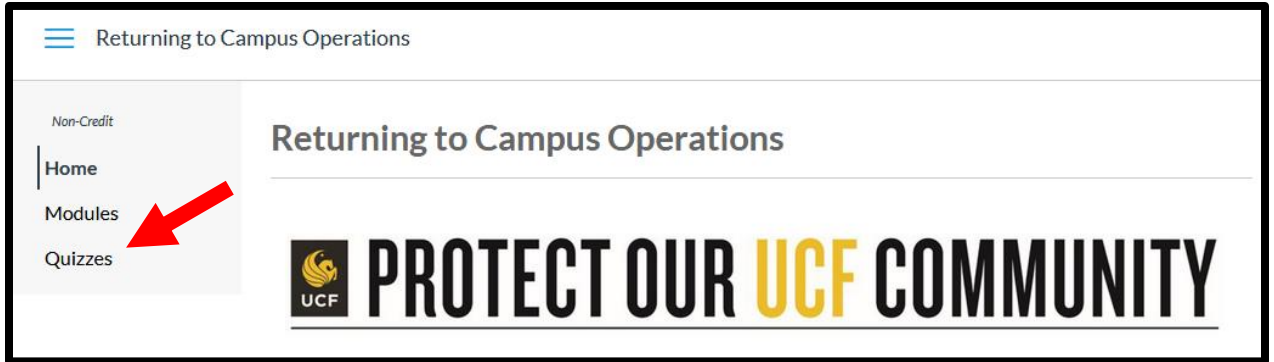 Returning to Campus Operations
Non-Credit
Home
Modules
Quizzes
Returning to Campus Operations
UCF
PROTECT OUR UCF COMMUNITY